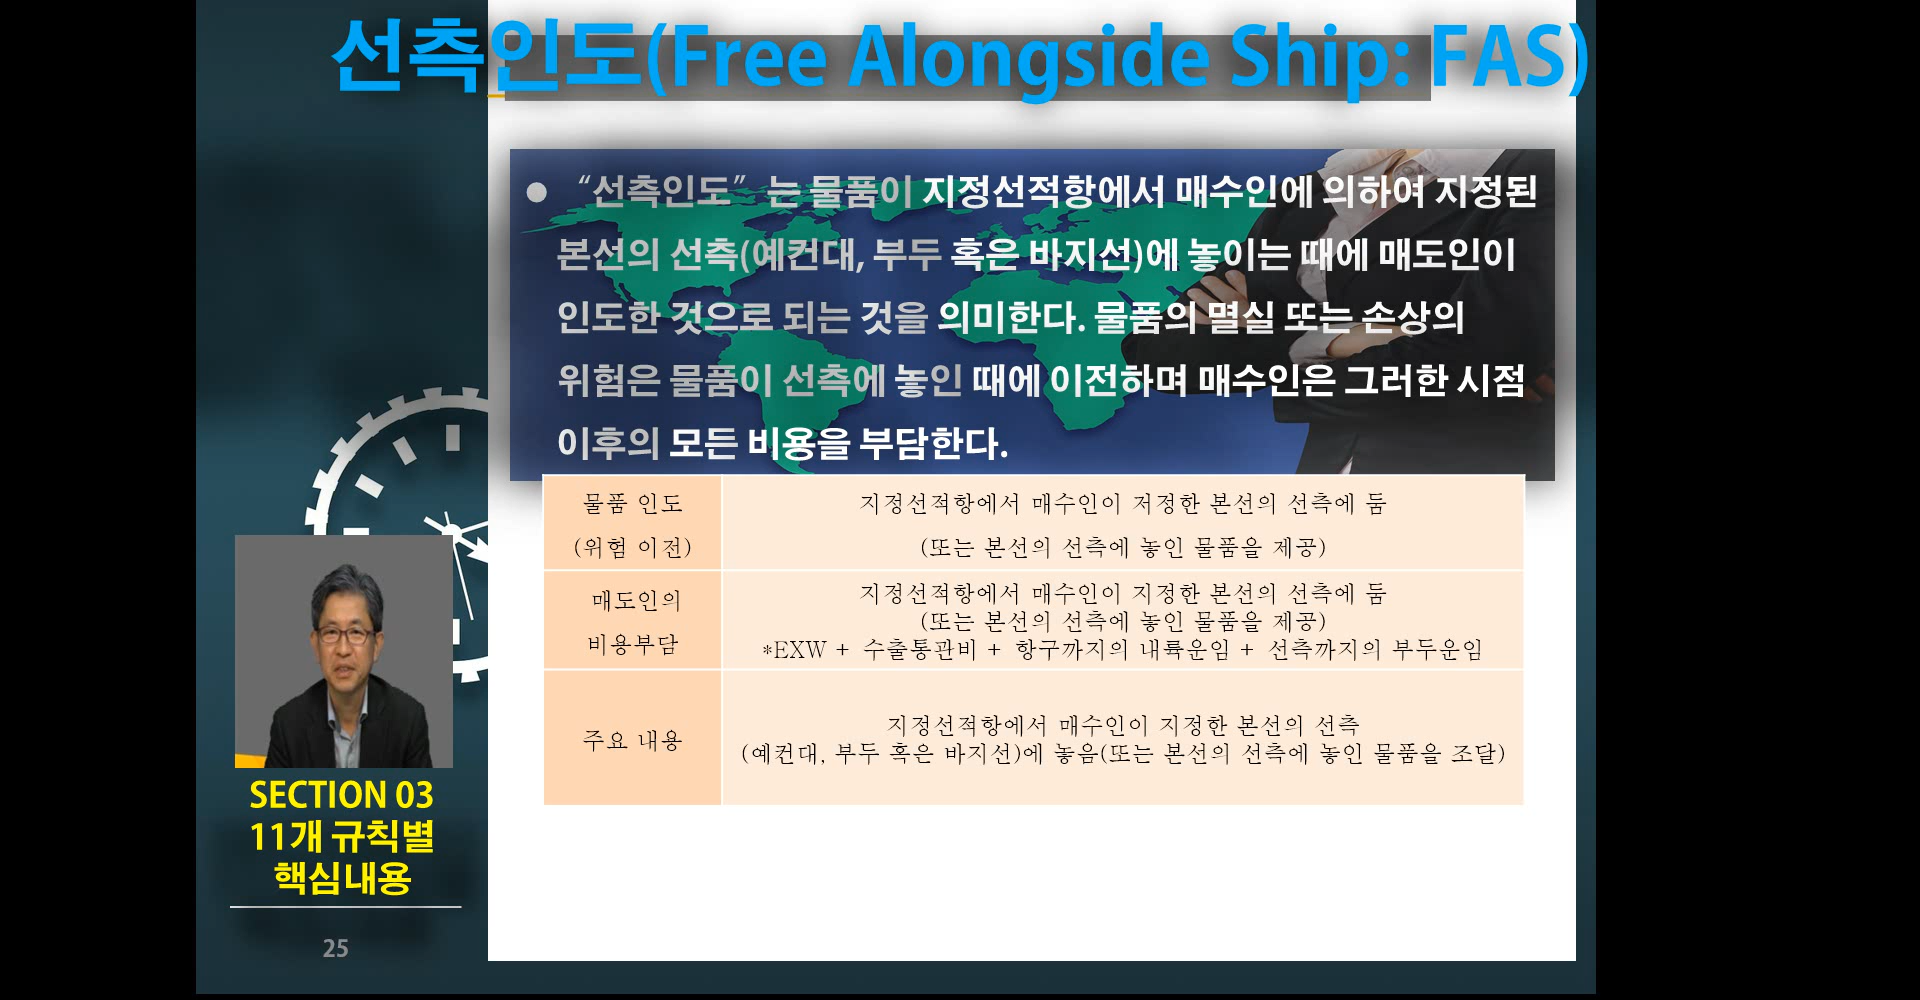 선측인도(Free Alongside Ship: FAS)
● “선측인도” 는 물품이 지정선적항에서 매수인에 의하여 지정된
본선의 선측(예컨대, 부두 혹은 바지선)에 놓이는 때에 매도인이
인도한 것으로 되는 것을 의미한다. 물품의 멸실 또는 손상의
위험은 물품이 선측에 놓인 때에 이전하며 매수인은 그러한 시점
이후의 모든 비용을 부담한다.
물품 인도
(위험 이전)
지정선적항에서 매수인이 저정한 본선의 선측에 둠
(또는 본선의 선측에 놓인 물품을 제공)
매도인의
비용부담
지정선적항에서 매수인이 지정한 본선의 선측에 둠
(또는 본선의 선측에 놓인 물품을 제공)
*EXW + 수출통관비 + 항구까지의 내륙운임 + 선측까지의 부두운임
주요 내용
지정선적항에서 매수인이 지정한 본선의 선측
(예컨대, 부두 혹은 바지선)에 놓음(또는 본선의 선측에 놓인 물품을 조달)
SECTION 03
11개 규칙별
핵심내용
25